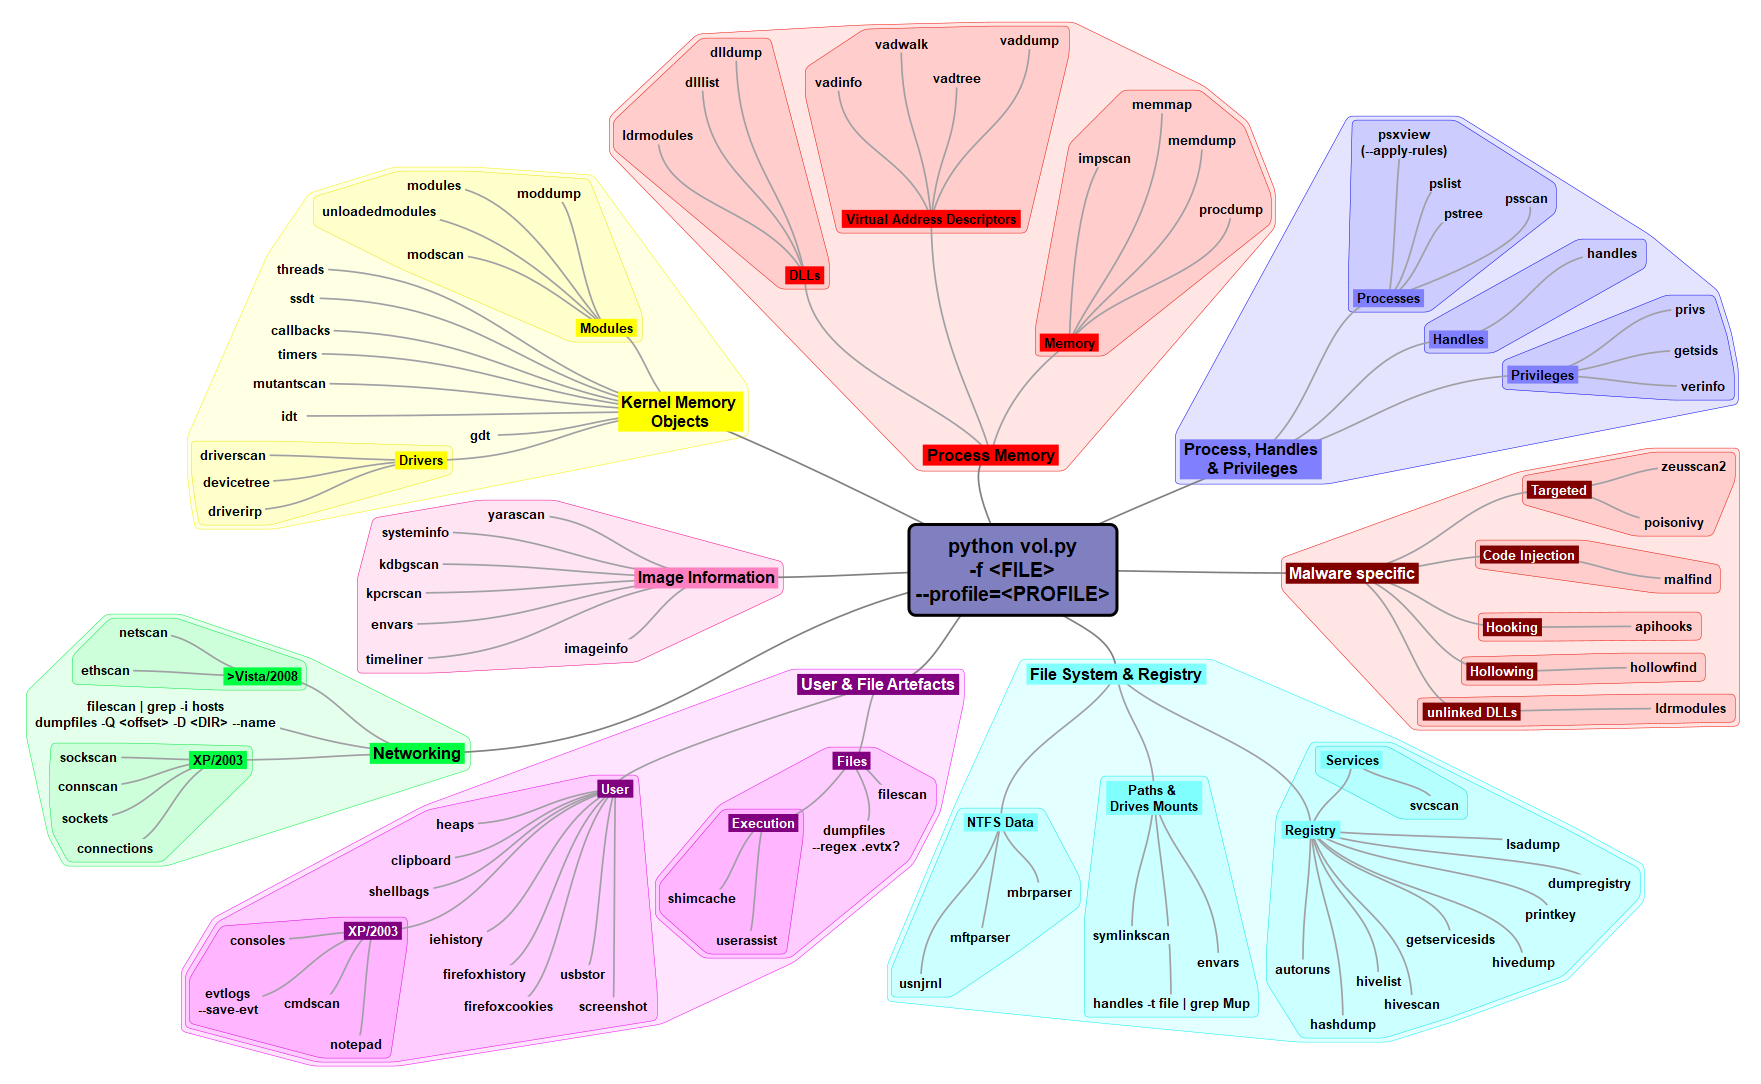 python vol.py
-f <FILE>
--profile=<PROFILE>
Kernel Memory
Objects
Modules
modules
moddump
unloadedmodules
modscan
threads
ssdt
callbacks
timers
mutantscan
idt
gdt
Drivers
driverscan
devicetree
driverirp
Process Memory
DLLs
dlldump
dlllist
ldrmodules
Virtual Address Descriptors
vadinfo
vadwalk
vadtree
vaddump
Memory
memmap
memdump
impscan
procdump
Process, Handles
& Privileges
Processes
psxview
(--apply-rules)
pslist
pstree
psscan
Handles
handles
Privileges
privs
getsids
verinfo
Malware specific
Targeted
zeusscan2
poisonivy
Code Injection
malfind
Hooking
apihooks
Hollowing
hollowfind
unlinked DLLs
ldrmodules
Image Information
yarascan
systeminfo
kdbgscan
kpcrscan
envars
timeliner
imageinfo
Networking
>Vista/2008
netscan
ethscan
filescan | grep -i hosts
dumpfiles -Q <offset> -D <DIR> --name
XP/2003
sockscan
connscan
sockets
connections
User & File Artefacts
Files
filescan
dumpfiles
--regex .evtx?
Execution
shimcache
userassist
User
heaps
clipboard
shellbags
XP/2003
consoles
evtlogs
--save-evt
cmdscan
notepad
iehistory
firefoxhistory
firefoxcookies
usbstor
screenshot
File System & Registry
NTFS Data
mbrparser
mftparser
usnjrnl
Paths &
Drives Mounts
symlinkscan
envars
handles -t file | grep Mup
Registry
Services
svcscan
lsadump
dumpregistry
printkey
getservicesids
hivedump
autoruns
hivelist
hivescan
hashdump